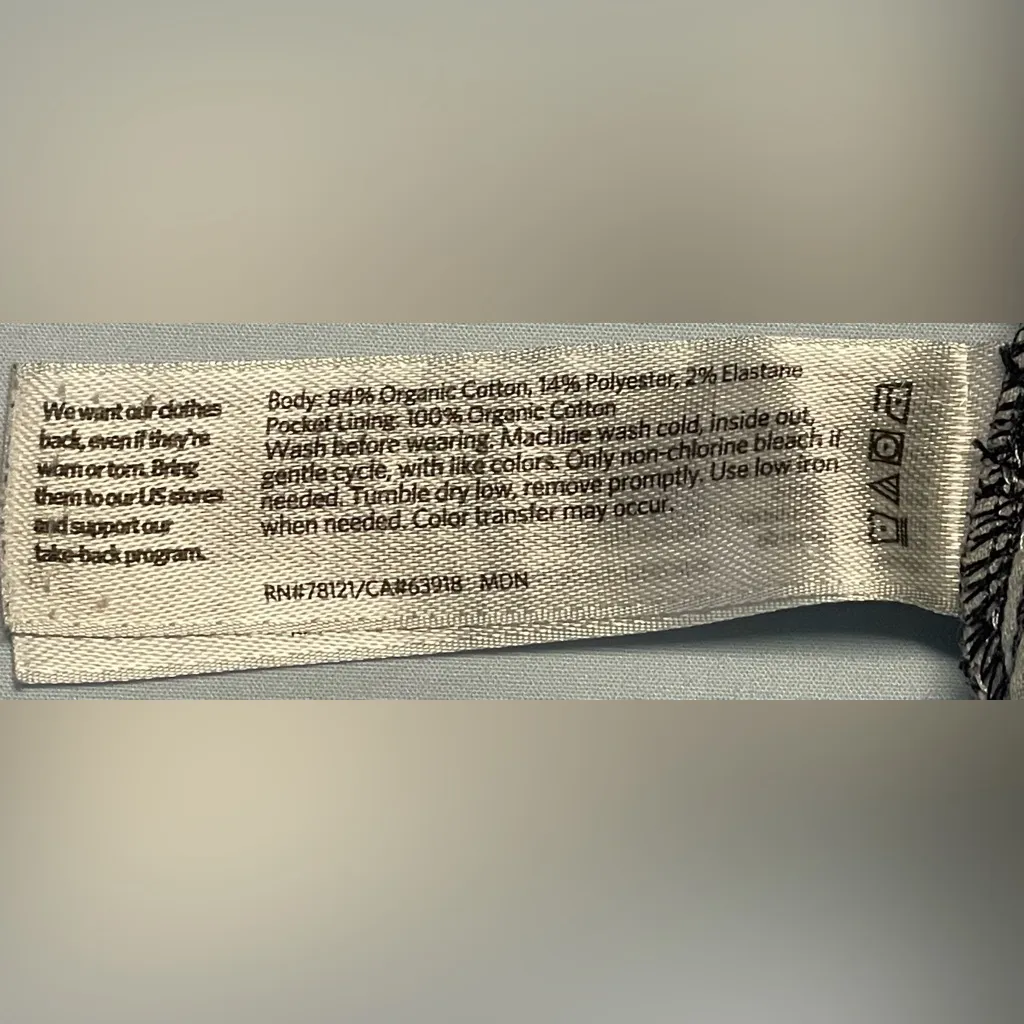 We want our clothes
back, even if they're
worn or torn. Bring
them to our US stores
and support our
take-back program.
Body: 84% Organic Cotton, 14% Polyester, 2% Elastane
Pocket Lining: 100% Organic Cotton
Wash before wearing. Machine wash cold, inside out,
gentle cycle, with like colors. Only non-chlorine bleach if
needed. Tumble dry low, remove promptly. Use low iron
when needed. Color transfer may occur.
RN#78121/CA#63918 MDN